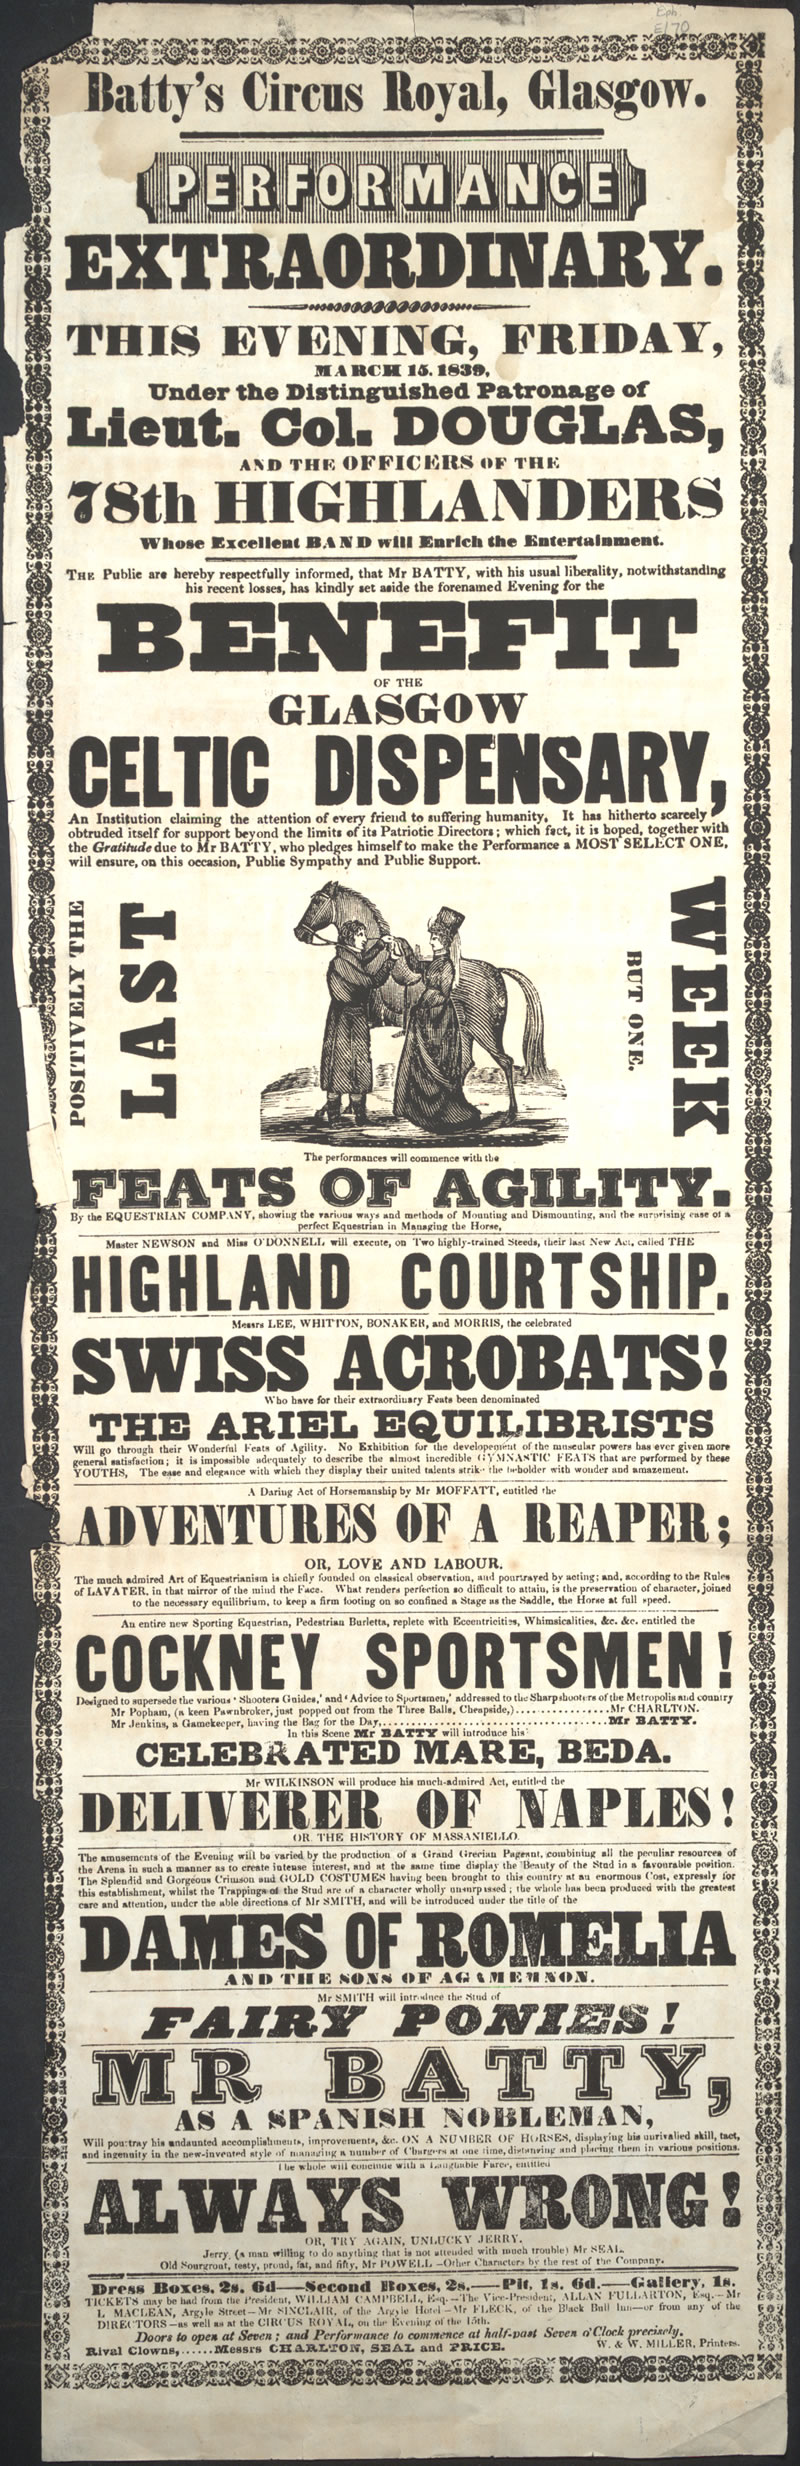 Eph.
E/70
Batty's Circus Royal, Glasgow.
PERFORMANCE
EXTRAORDINARY.
THIS EVENING, FRIDAY,
MARCH 15. 1839,
Under the Distinguished Patronage of
Lieut. Col. DOUGLAS,
AND THE OFFICERS OF THE
78th HIGHLANDERS
Whose Excellent BAND will Enrich the Entertainment.
THE Public are hereby respectfully informed, that Mr BATTY, with his usual liberality, notwithstanding
his recent losses, has kindly set aside the forenamed Evening for the
BENEFIT
OF THE
GLASGOW
CELTIC DISPENSARY,
An Institution claiming the attention of every friend to suffering humanity. It has hitherto scarcely
obtruded itself for support beyond the limits of its Patriotic Directors; which fact, it is hoped, together with
the Gratitude due to Mr BATTY, who pledges himself to make the Performance a MOST SELECT ONE,
will ensure, on this occasion, Public Sympathy and Public Support.
POSITIVELY THE
LAST
WEEK
BUT ONE.
The performances will commence with the
FEATS OF AGILITY.
By the EQUESTRIAN COMPANY, showing the various ways and methods of Mounting and Dismounting, and the surprising ease of a
perfect Equestrian in Managing the Horse,
Master NEWSON and Miss O'DONNELL will execute, on Two highly-trained Steeds, their last New Act, called THE
HIGHLAND COURTSHIP.
Messrs LEE, WHITTON, BONAKER, and MORRIS, the celebrated
SWISS ACROBATS!
Who have for their extraordinary Feats been denominated
THE ARIEL EQUILIBRISTS
Will go through their Wonderful Feats of Agility. No Exhibition for the developement of the muscular powers has ever given more
general satisfaction; it is impossible adequately to describe the almost incredible GYMNASTIC FEATS that are performed by these
YOUTHS, The ease and elegance with which they display their united talents strike the beholder with wonder and amazement.
A Daring Act of Horsemanship by Mr MOFFATT, entitled the
ADVENTURES OF A REAPER;
OR, LOVE AND LABOUR.
The much admired Art of Equestrianism is chiefly founded on classical observation, and pourtrayed by acting; and, according to the Rules
of LAVATER, in that mirror of the mind the Face. What renders perfection so difficult to attain, is the preservation of character, joined
to the necessary equilibrium, to keep a firm footing on so confined a Stage as the Saddle, the Horse at full speed.
An entire new Sporting Equestrian, Pedestrian Burletta, replete with Eccentricities, Whimsicalities, &c. &c. entitled the
COCKNEY SPORTSMEN!
Designed to supersede the various 'Shooters Guides,' and 'Advice to Sportsmen,' addressed to the Sharpshooters of the Metropolis and country
Mr Popham, (a keen Pawnbroker, just popped out from the Three Balls, Cheapside,)................Mr CHARLTON.
Mr Jenkins, a Gamekeeper, having the Bag for the Day,........................................Mr BATTY.
In this Scene Mr BATTY will introduce his
CELEBRATED MARE, BEDA.
Mr WILKINSON will produce his much-admired Act, entitled the
DELIVERER OF NAPLES!
OR THE HISTORY OF MASSANIELLO.
The amusements of the Evening will be varied by the production of a Grand Grecian Pageant, combining all the peculiar resources of
the Arena in such a manner as to create intense interest, and at the same time display the Beauty of the Stud in a favourable position.
The Splendid and Gorgeous Crimson and GOLD COSTUMES having been brought to this country at an enormous Cost, expressly for
this establishment, whilst the Trappings of the Stud are of a character wholly unsurpassed; the whole has been produced with the greatest
care and attention, under the able directions of Mr SMITH, and will be introduced under the title of the
DAMES OF ROMELIA
AND THE SONS OF AGAMEMNON.
Mr SMITH will introduce the Stud of
FAIRY PONIES!
MR BATTY,
AS A SPANISH NOBLEMAN,
Will pourtray his undaunted accomplishments, improvements, &c. ON A NUMBER OF HORSES, displaying his unrivalled skill, tact,
and ingenuity in the new-invented style of managing a number of Chargers at one time, distancing and placing them in various positions.
The whole will conclude with a Laughable Farce, entitled
ALWAYS WRONG!
OR, TRY AGAIN, UNLUCKY JERRY.
Jerry, (a man willing to do anything that is not attended with much trouble) Mr SEAL.
Old Sourgrout, testy, proud, fat, and fifty, Mr POWELL—Other Characters by the rest of the Company.
Dress Boxes, 2s. 6d—Second Boxes, 2s.—Pit, 1s. 6d.—Gallery, 1s.
TICKETS may be had from the President, WILLIAM CAMPBELL, Esq.—The Vice-President, ALLAN FULLARTON, Esq.—Mr
L MACLEAN, Argyle Street—Mr SINCLAIR, of the Argyle Hotel—Mr FLECK, of the Black Bull Inn—or from any of the
DIRECTORS—as well as at the CIRCUS ROYAL, on the Evening of the 15th.
Doors to open at Seven; and Performance to commence at half-past Seven o'Clock precisely.
Rival Clowns,......Messrs CHARLTON, SEAL and PRICE.
W. & W. MILLER, Printers.